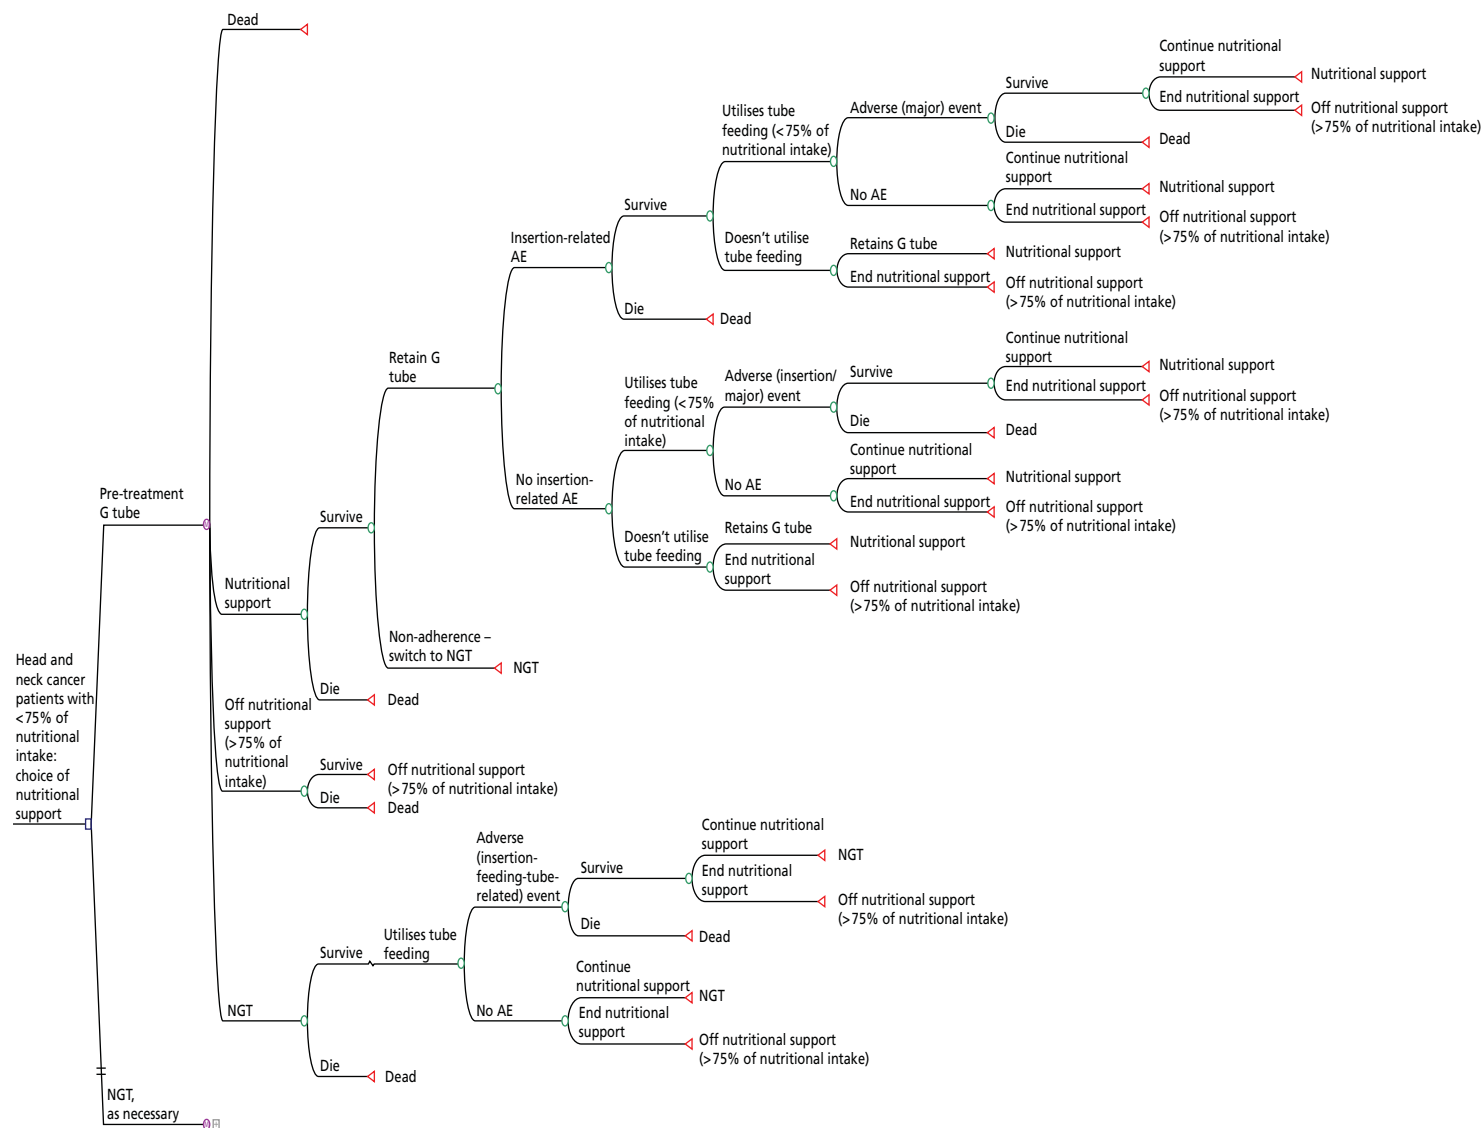 Dead
Continue nutritional
support
Nutritional support
End nutritional support
Off nutritional support
(>75% of nutritional intake)
Survive
Adverse (major) event
Die
Dead
Utilises tube
feeding (<75% of
nutritional intake)
Continue nutritional
support
Nutritional support
No AE
End nutritional support
Off nutritional support
(>75% of nutritional intake)
Survive
Insertion-related
AE
Doesn't utilise
tube feeding
Retains G tube
Nutritional support
End nutritional support
Off nutritional support
(>75% of nutritional intake)
Die
Dead
Retain G
tube
Continue nutritional
support
Nutritional support
Survive
End nutritional support
Off nutritional support
(>75% of nutritional intake)
Adverse (insertion/
major) event
Utilises tube
feeding (<75%
of nutritional
intake)
Die
Dead
Continue nutritional
support
Nutritional support
No AE
End nutritional support
Off nutritional support
(>75% of nutritional intake)
No insertion-
related AE
Doesn't utilise
tube feeding
Retains G tube
Nutritional support
End nutritional
support
Off nutritional support
(>75% of nutritional intake)
Pre-treatment
G tube
Survive
Nutritional
support
Non-adherence –
switch to NGT
NGT
Die
Dead
Head and
neck cancer
patients with
<75% of
nutritional
intake:
choice of
nutritional
support
Off nutritional
support
(>75% of
nutritional
intake)
Survive
Off nutritional support
(>75% of nutritional intake)
Die
Dead
Adverse
(insertion-
feeding-tube-
related) event
Survive
Continue nutritional
support
NGT
End nutritional
support
Off nutritional support
(>75% of nutritional intake)
Die
Dead
Survive
Utilises tube
feeding
Continue
nutritional support
NGT
No AE
End nutritional
support
Off nutritional support
(>75% of nutritional intake)
NGT
Die
Dead
NGT,
as necessary